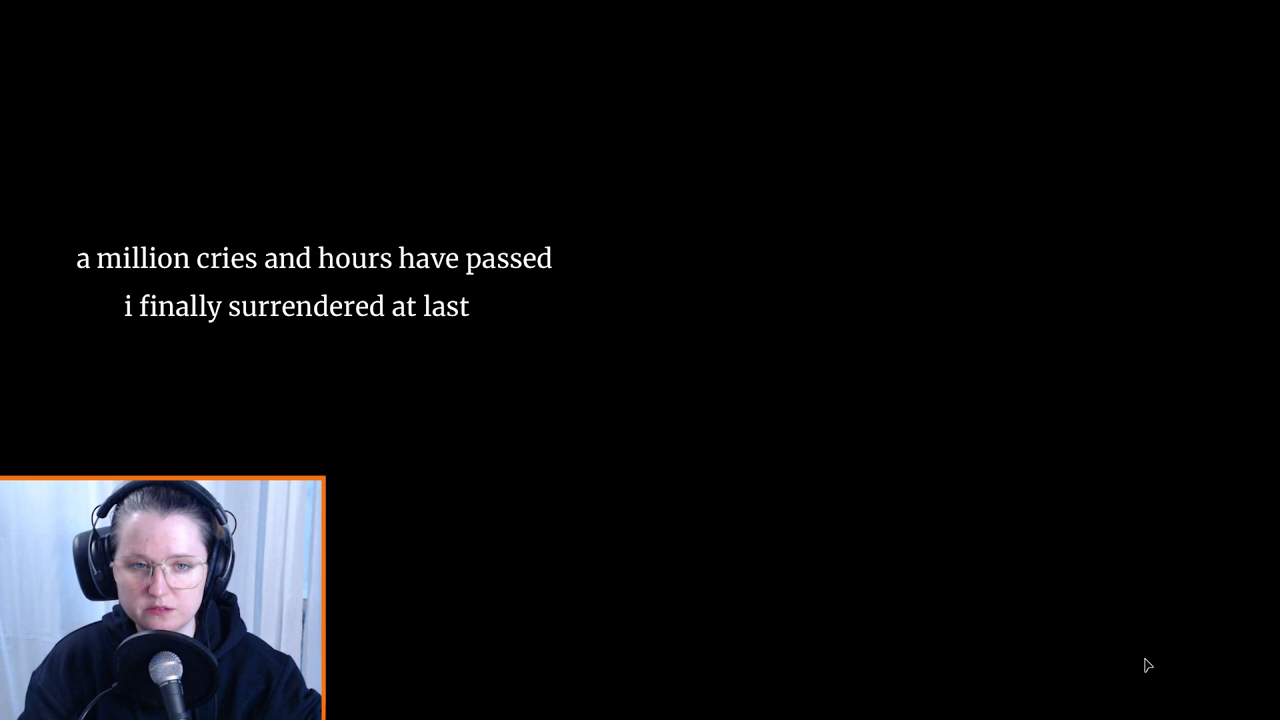 a million cries and hours have passed
i finally surrendered at last